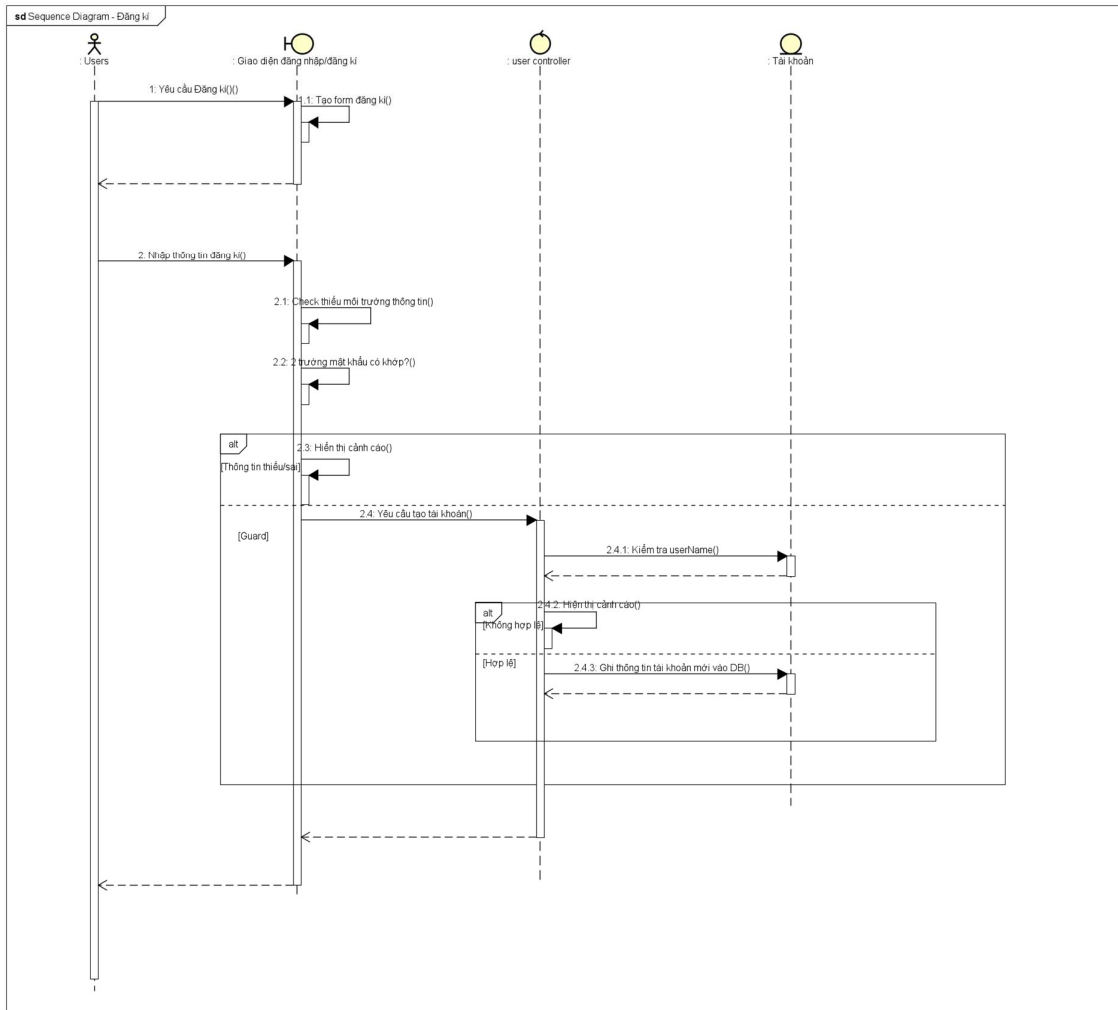 sd Sequence Diagram - Đăng kí
: Users
: Giao diện đăng nhập/đăng kí
: user controller
: Tài khoản
1: Yêu cầu Đăng kí()()
1.1: Tạo form đăng kí()
2: Nhập thông tin đăng kí()
2.1: Check thiếu mỗi trường thông tin()
2.2: 2 trường mật khẩu có khớp?()
alt
2.3: Hiển thị cảnh cáo()
[Thông tin thiếu/sai]
2.4: Yêu cầu tạo tài khoản()
[Guard]
2.4.1: Kiểm tra userName()
alt
2.4.2: Hiện thị cảnh cáo()
[Không hợp lệ]
[Hợp lệ]
2.4.3: Ghi thông tin tài khoản mới vào DB()